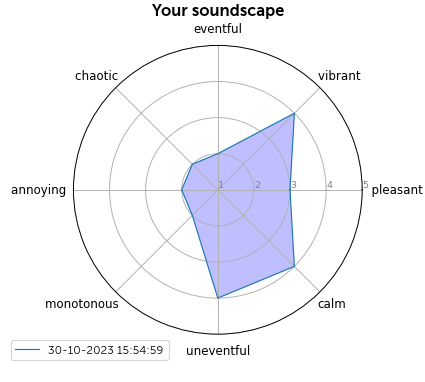 Your soundscape
eventful
chaotic
vibrant
annoying
1 2 3 4 5
pleasant
monotonous
calm
uneventful
30-10-2023 15:54:59